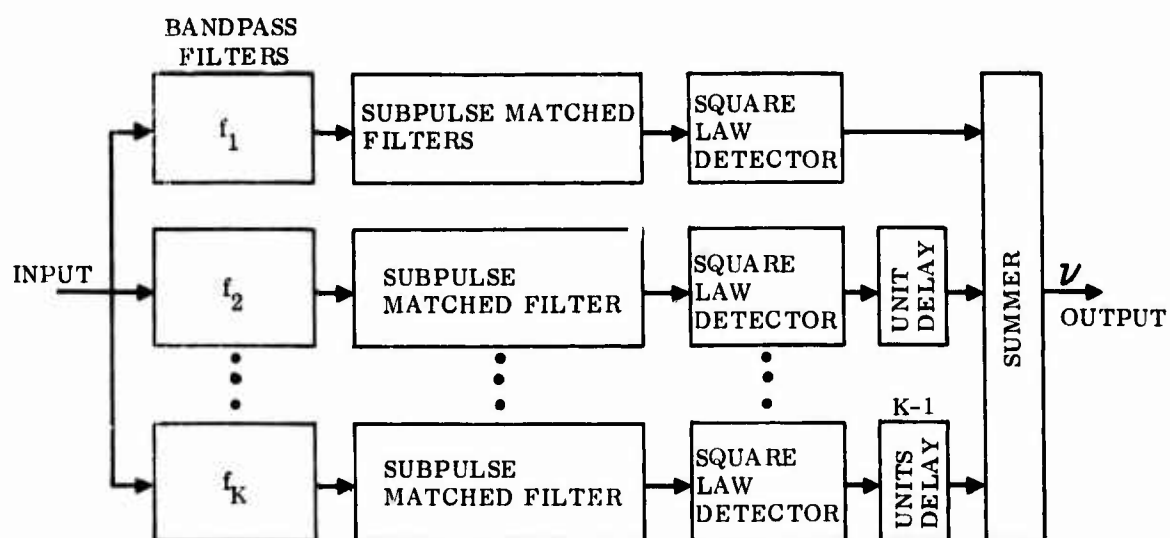 BANDPASS
FILTERS
f1
SUBPULSE MATCHED
FILTERS
SQUARE
LAW
DETECTOR
INPUT
f2
SUBPULSE
MATCHED FILTER
SQUARE
LAW
DETECTOR
UNIT
DELAY
SUMMER
ν
OUTPUT
fK
SUBPULSE
MATCHED FILTER
SQUARE
LAW
DETECTOR
K-1
UNITS
DELAY